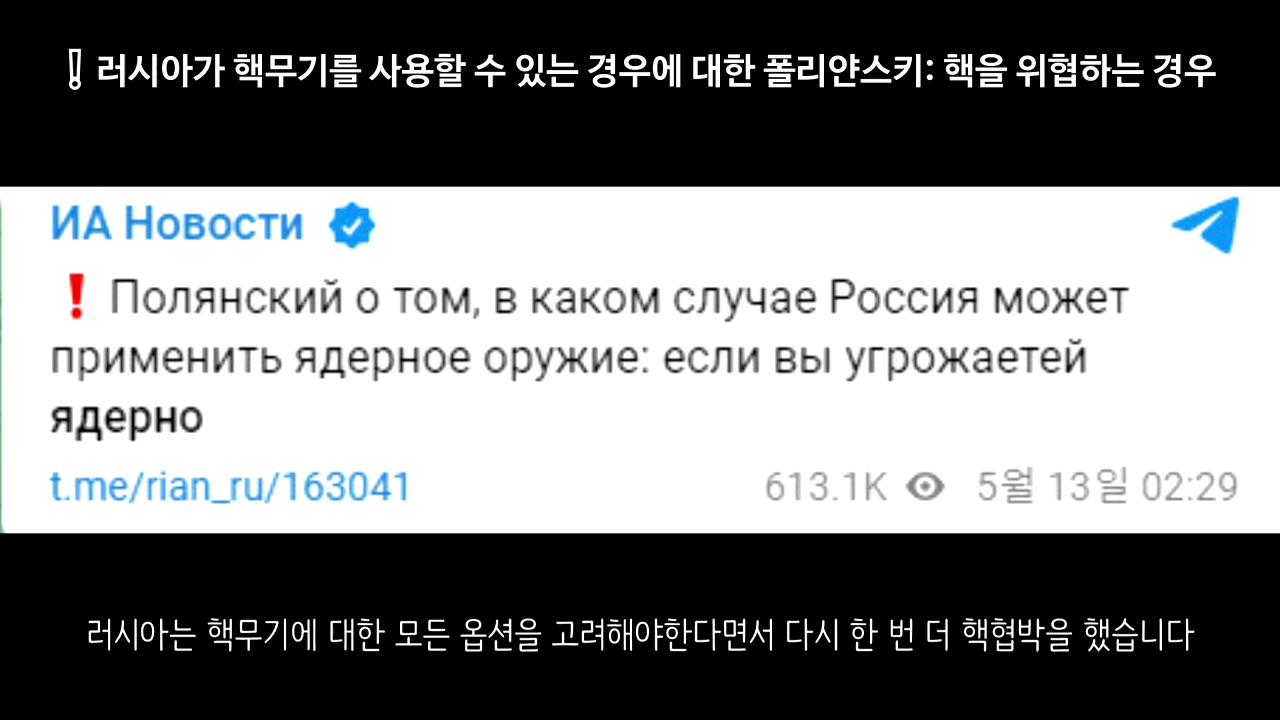 ❗ 러시아가 핵무기를 사용할 수 있는 경우에 대한 폴리얀스키: 핵을 위협하는 경우
ИА Новости
❗ Полянский о том, в каком случае Россия может
применить ядерное оружие: если вы угрожаетей
ядерно
t.me/rian_ru/163041 613.1K 5월 13일 02:29
러시아는 핵무기에 대한 모든 옵션을 고려해야한다면서 다시 한 번 더 핵협박을 했습니다